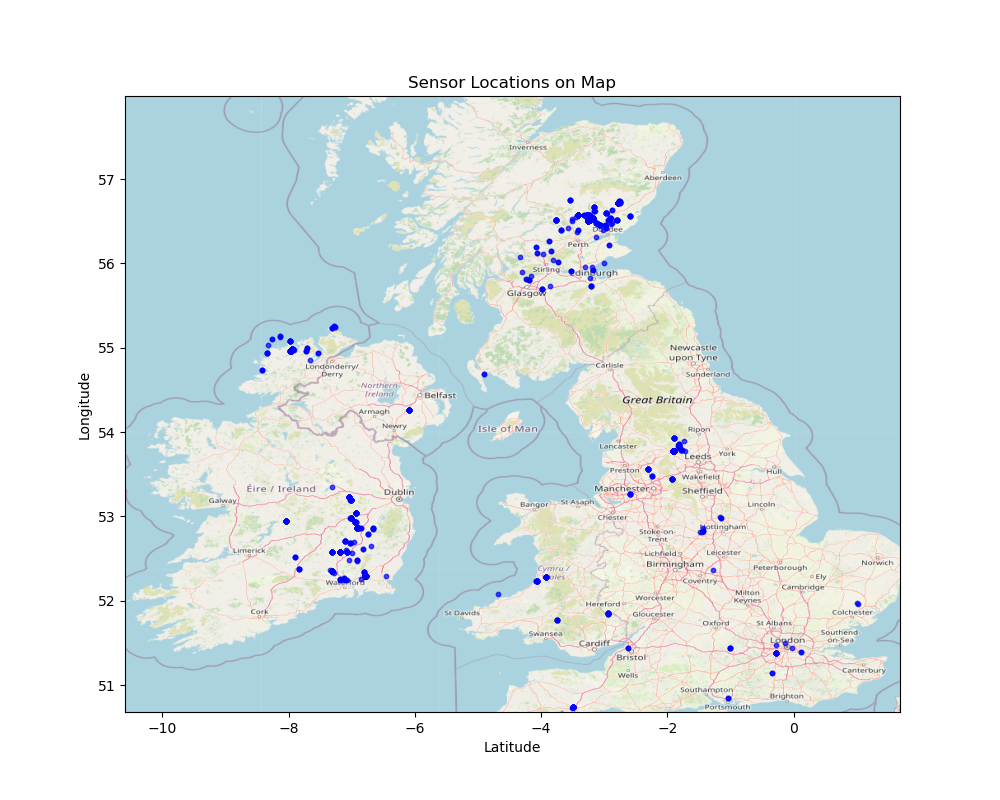 Sensor Locations on Map
Inverness
Aberdeen
57
Dundee
Perth
56
Stirling
Edinburgh
Glasgow
Newcastle
upon Tyne
55
Londonderry/
Derry
Carlisle
Sunderland
Northern
Ireland
Belfast
Great Britain
Armagh
Newry
Isle of Man
54
Ripon
Lancaster
York
Leeds
Preston
Hull
Wakefield
Éire / Ireland
Dublin
Manchester
Sheffield
Galway
Bangor
St Asaph
Lincoln
53
Chester
Nottingham
Stoke-on-
Trent
Limerick
Lichfield
Leicester
Norwich
Birmingham
Peterborough
Cymru /
Wales
Coventry
Ely
Waterford
Cambridge
52
Worcester
Milton
Keynes
Hereford
Cork
St Davids
Gloucester
Colchester
Oxford
St Albans
Swansea
Southend
-on-Sea
Cardiff
London
Bristol
Wells
Canterbury
51
Southampton
Brighton
Portsmouth
Longitude
−10 −8 −6 −4 −2 0
Latitude